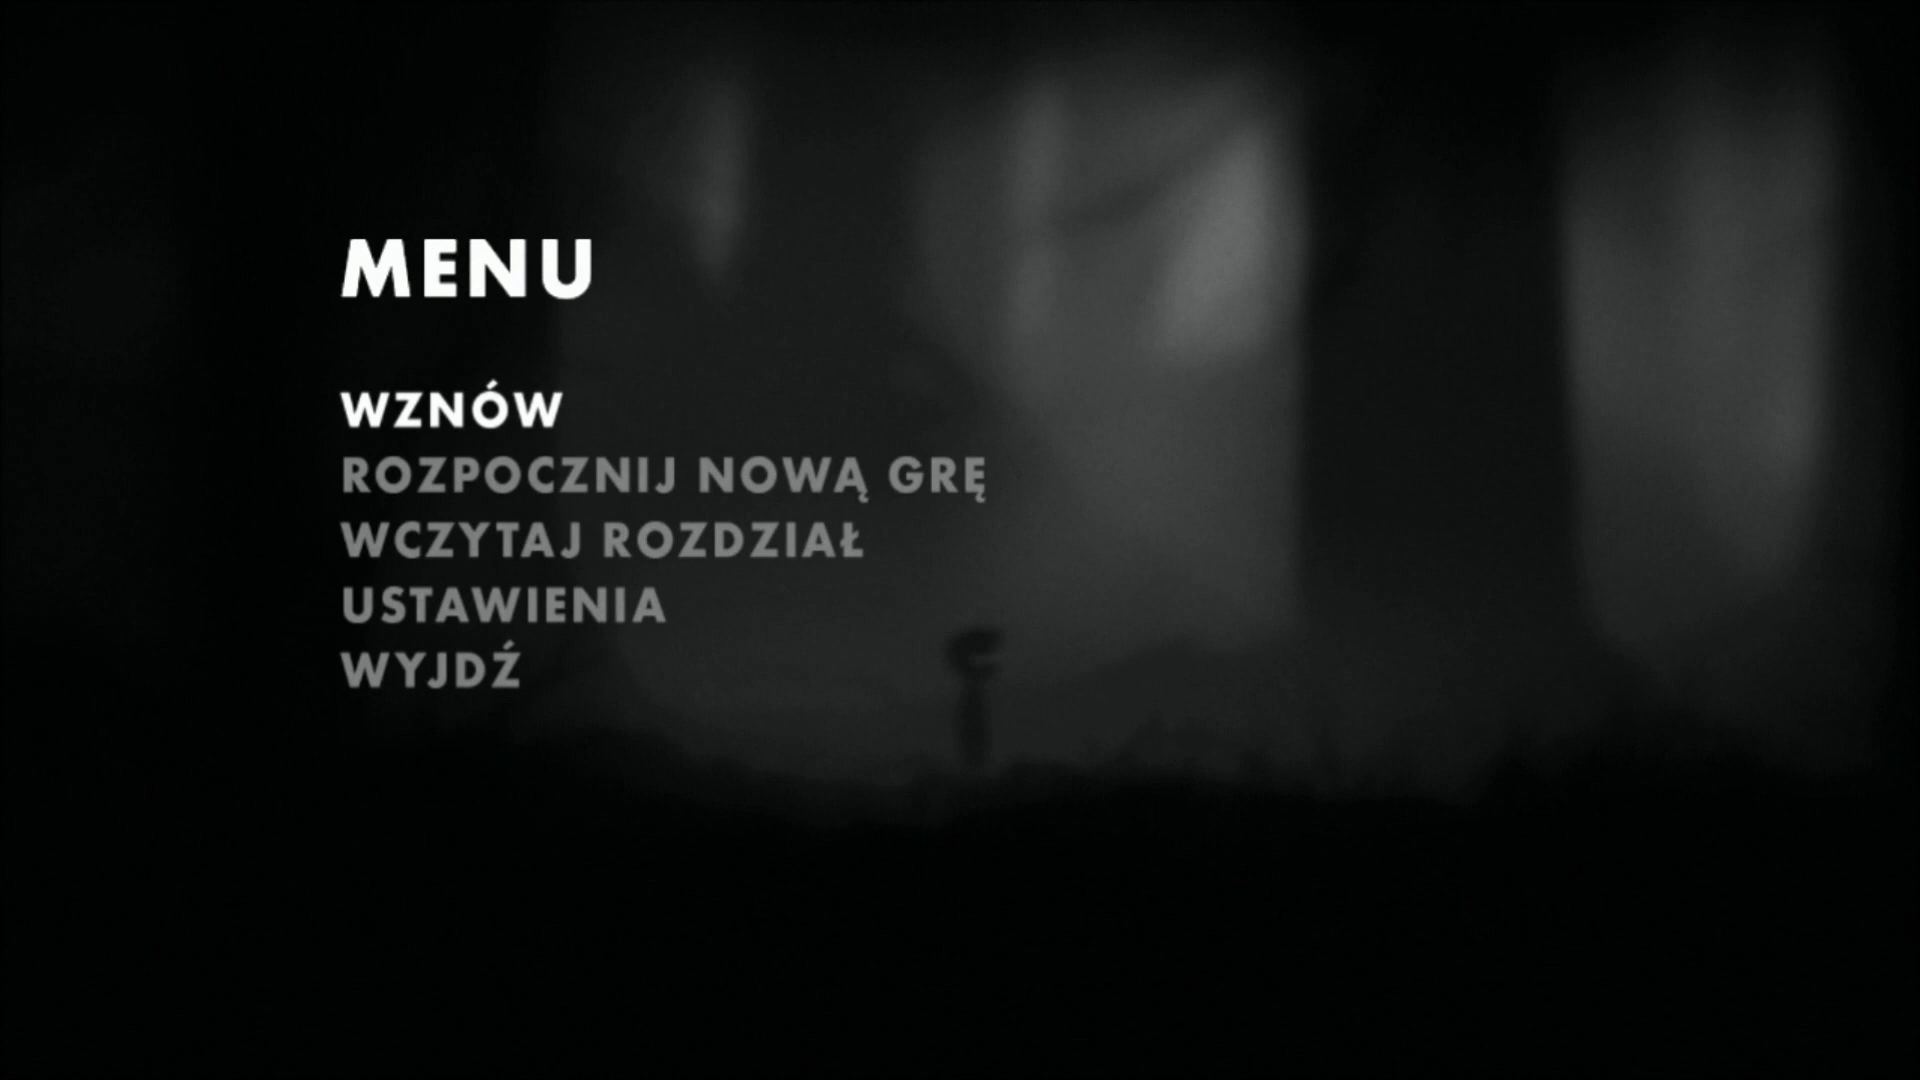 MENU
WZNÓW
ROZPOCZNIJ NOWĄ GRĘ
WCZYTAJ ROZDZIAŁ
USTAWIENIA
WYJDŹ